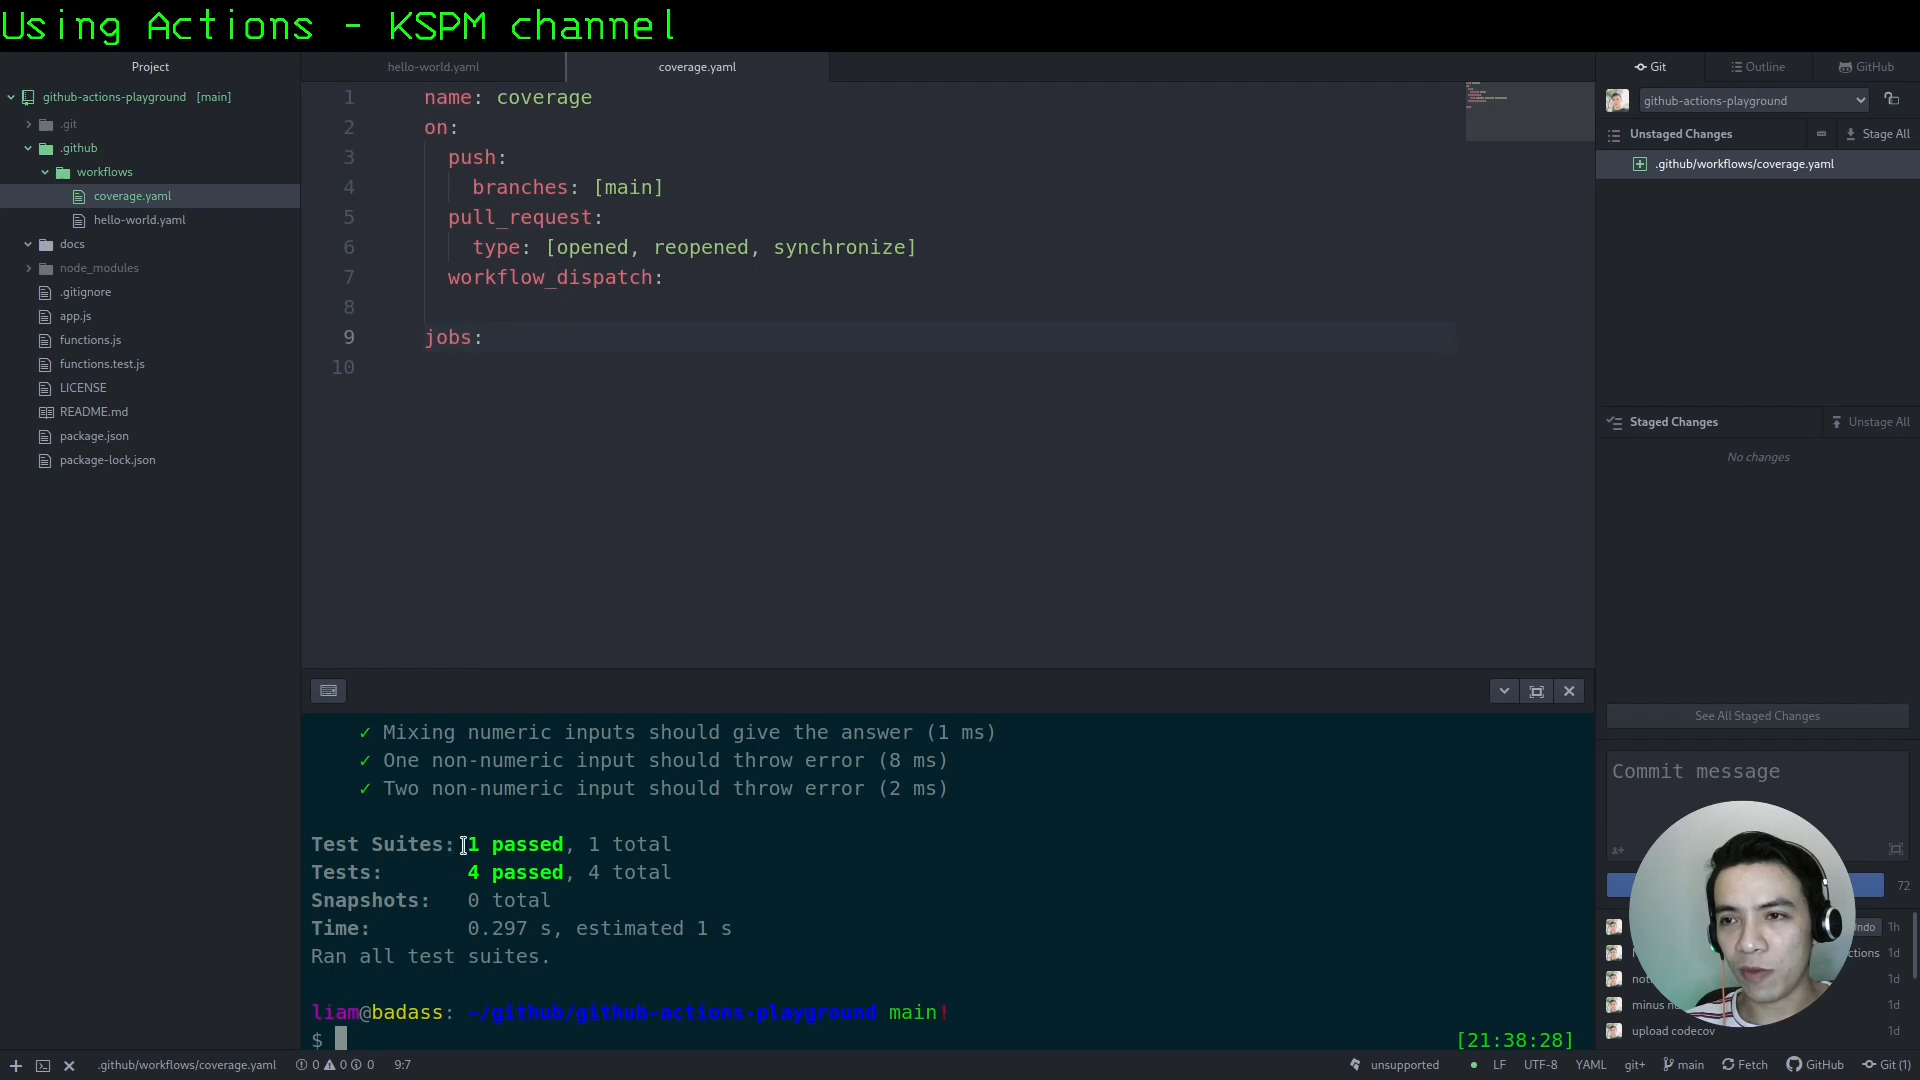 Using Actions - KSPM channel
Project
hello-world.yaml
coverage.yaml
Git
Outline
GitHub
github-actions-playground [main]
.git
.github
workflows
coverage.yaml
hello-world.yaml
docs
node_modules
.gitignore
app.js
functions.js
functions.test.js
LICENSE
README.md
package.json
package-lock.json
1 name: coverage
2 on:
3 push:
4 branches: [main]
5 pull_request:
6 type: [opened, reopened, synchronize]
7 workflow_dispatch:
8
9 jobs:
10
github-actions-playground
Unstaged Changes
Stage All
.github/workflows/coverage.yaml
Staged Changes
Unstage All
No changes
See All Staged Changes
Commit message
72
1h
ctions 1d
1d
minus 1d
upload codecov 1d
✓ Mixing numeric inputs should give the answer (1 ms)
✓ One non-numeric input should throw error (8 ms)
✓ Two non-numeric input should throw error (2 ms)
Test Suites: 1 passed, 1 total
Tests: 4 passed, 4 total
Snapshots: 0 total
Time: 0.297 s, estimated 1 s
Ran all test suites.
liam@badass: ~/github/github-actions-playground main!
$
[21:38:28]
.github/workflows/coverage.yaml 0 0 0 9:7
unsupported LF UTF-8 YAML git+ main Fetch GitHub Git (1)